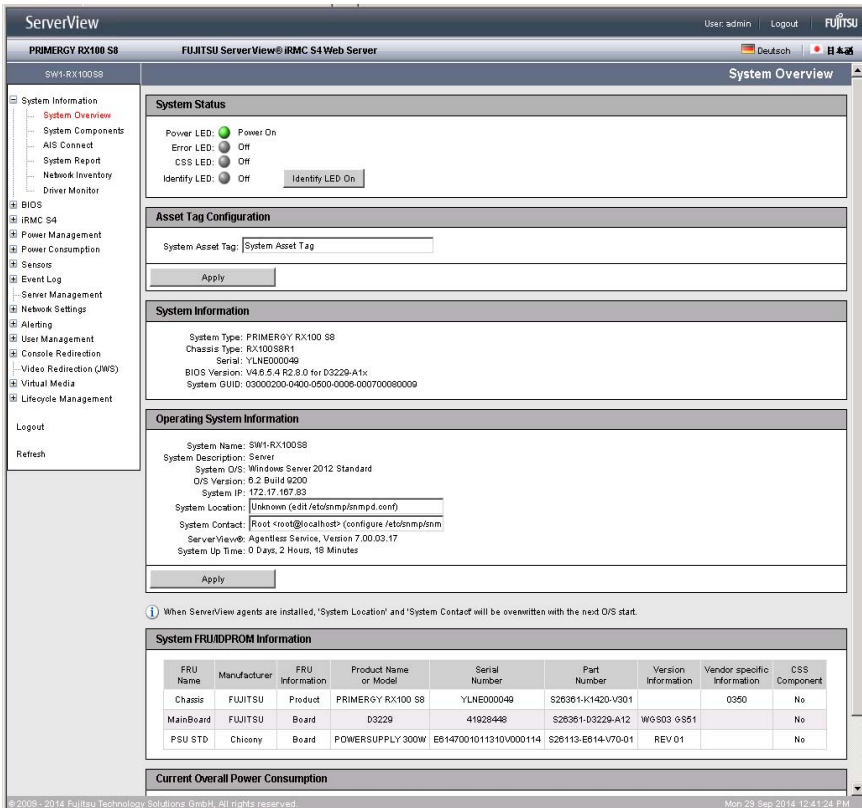 ServerView
User: admin Logout FUJITSU
PRIMERGY RX100 S8 FUJITSU ServerView® iRMC S4 Web Server Deutsch 日本語
SW1-RX100S8 System Overview
System Information
System Overview
System Components
AIS Connect
System Report
Network Inventory
Driver Monitor
BIOS
iRMC S4
Power Management
Power Consumption
Sensors
Event Log
Server Management
Network Settings
Alerting
User Management
Console Redirection
Video Redirection (JWS)
Virtual Media
Lifecycle Management
Logout
Refresh
System Status
Power LED: Power On
Error LED: Off
CSS LED: Off
Identify LED: Off Identify LED On
Asset Tag Configuration
System Asset Tag: System Asset Tag
Apply
System Information
System Type: PRIMERGY RX100 S8
Chassis Type: RX100S8R1
Serial: YLNE000049
BIOS Version: V4.6.5.4 R2.8.0 for D3229-A1x
System GUID: 03000200-0400-0500-0006-000700080009
Operating System Information
System Name: SW1-RX100S8
System Description: Server
System O/S: Windows Server 2012 Standard
O/S Version: 6.2 Build 9200
System IP: 172.17.167.83
System Location: Unknown (edit /etc/snmp/snmpd.conf)
System Contact: Root <root@localhost> (configure /etc/snmp/snm
ServerView®: Agentless Service, Version 7.00.03.17
System Up Time: 0 Days, 2 Hours, 18 Minutes
Apply
When ServerView agents are installed, 'System Location' and 'System Contact' will be overwritten with the next O/S start.
System FRU/IDPROM Information
FRU Name Manufacturer FRU Information Product Name or Model Serial Number Part Number Version Information Vendor specific Information CSS Component
Chassis FUJITSU Product PRIMERGY RX100 S8 YLNE000049 S26361-K1420-V301 0350 No
MainBoard FUJITSU Board D3229 41928448 S26361-D3229-A12 WGS03 GS51 No
PSU STD Chicony Board POWERSUPPLY 300W E61470010​11310V000114 S26113-E614-V70-01 REV 01 No
Current Overall Power Consumption
© 2009 - 2014 Fujitsu Technology Solutions GmbH, All rights reserved. Mon 29 Sep 2014 12:41:24 PM